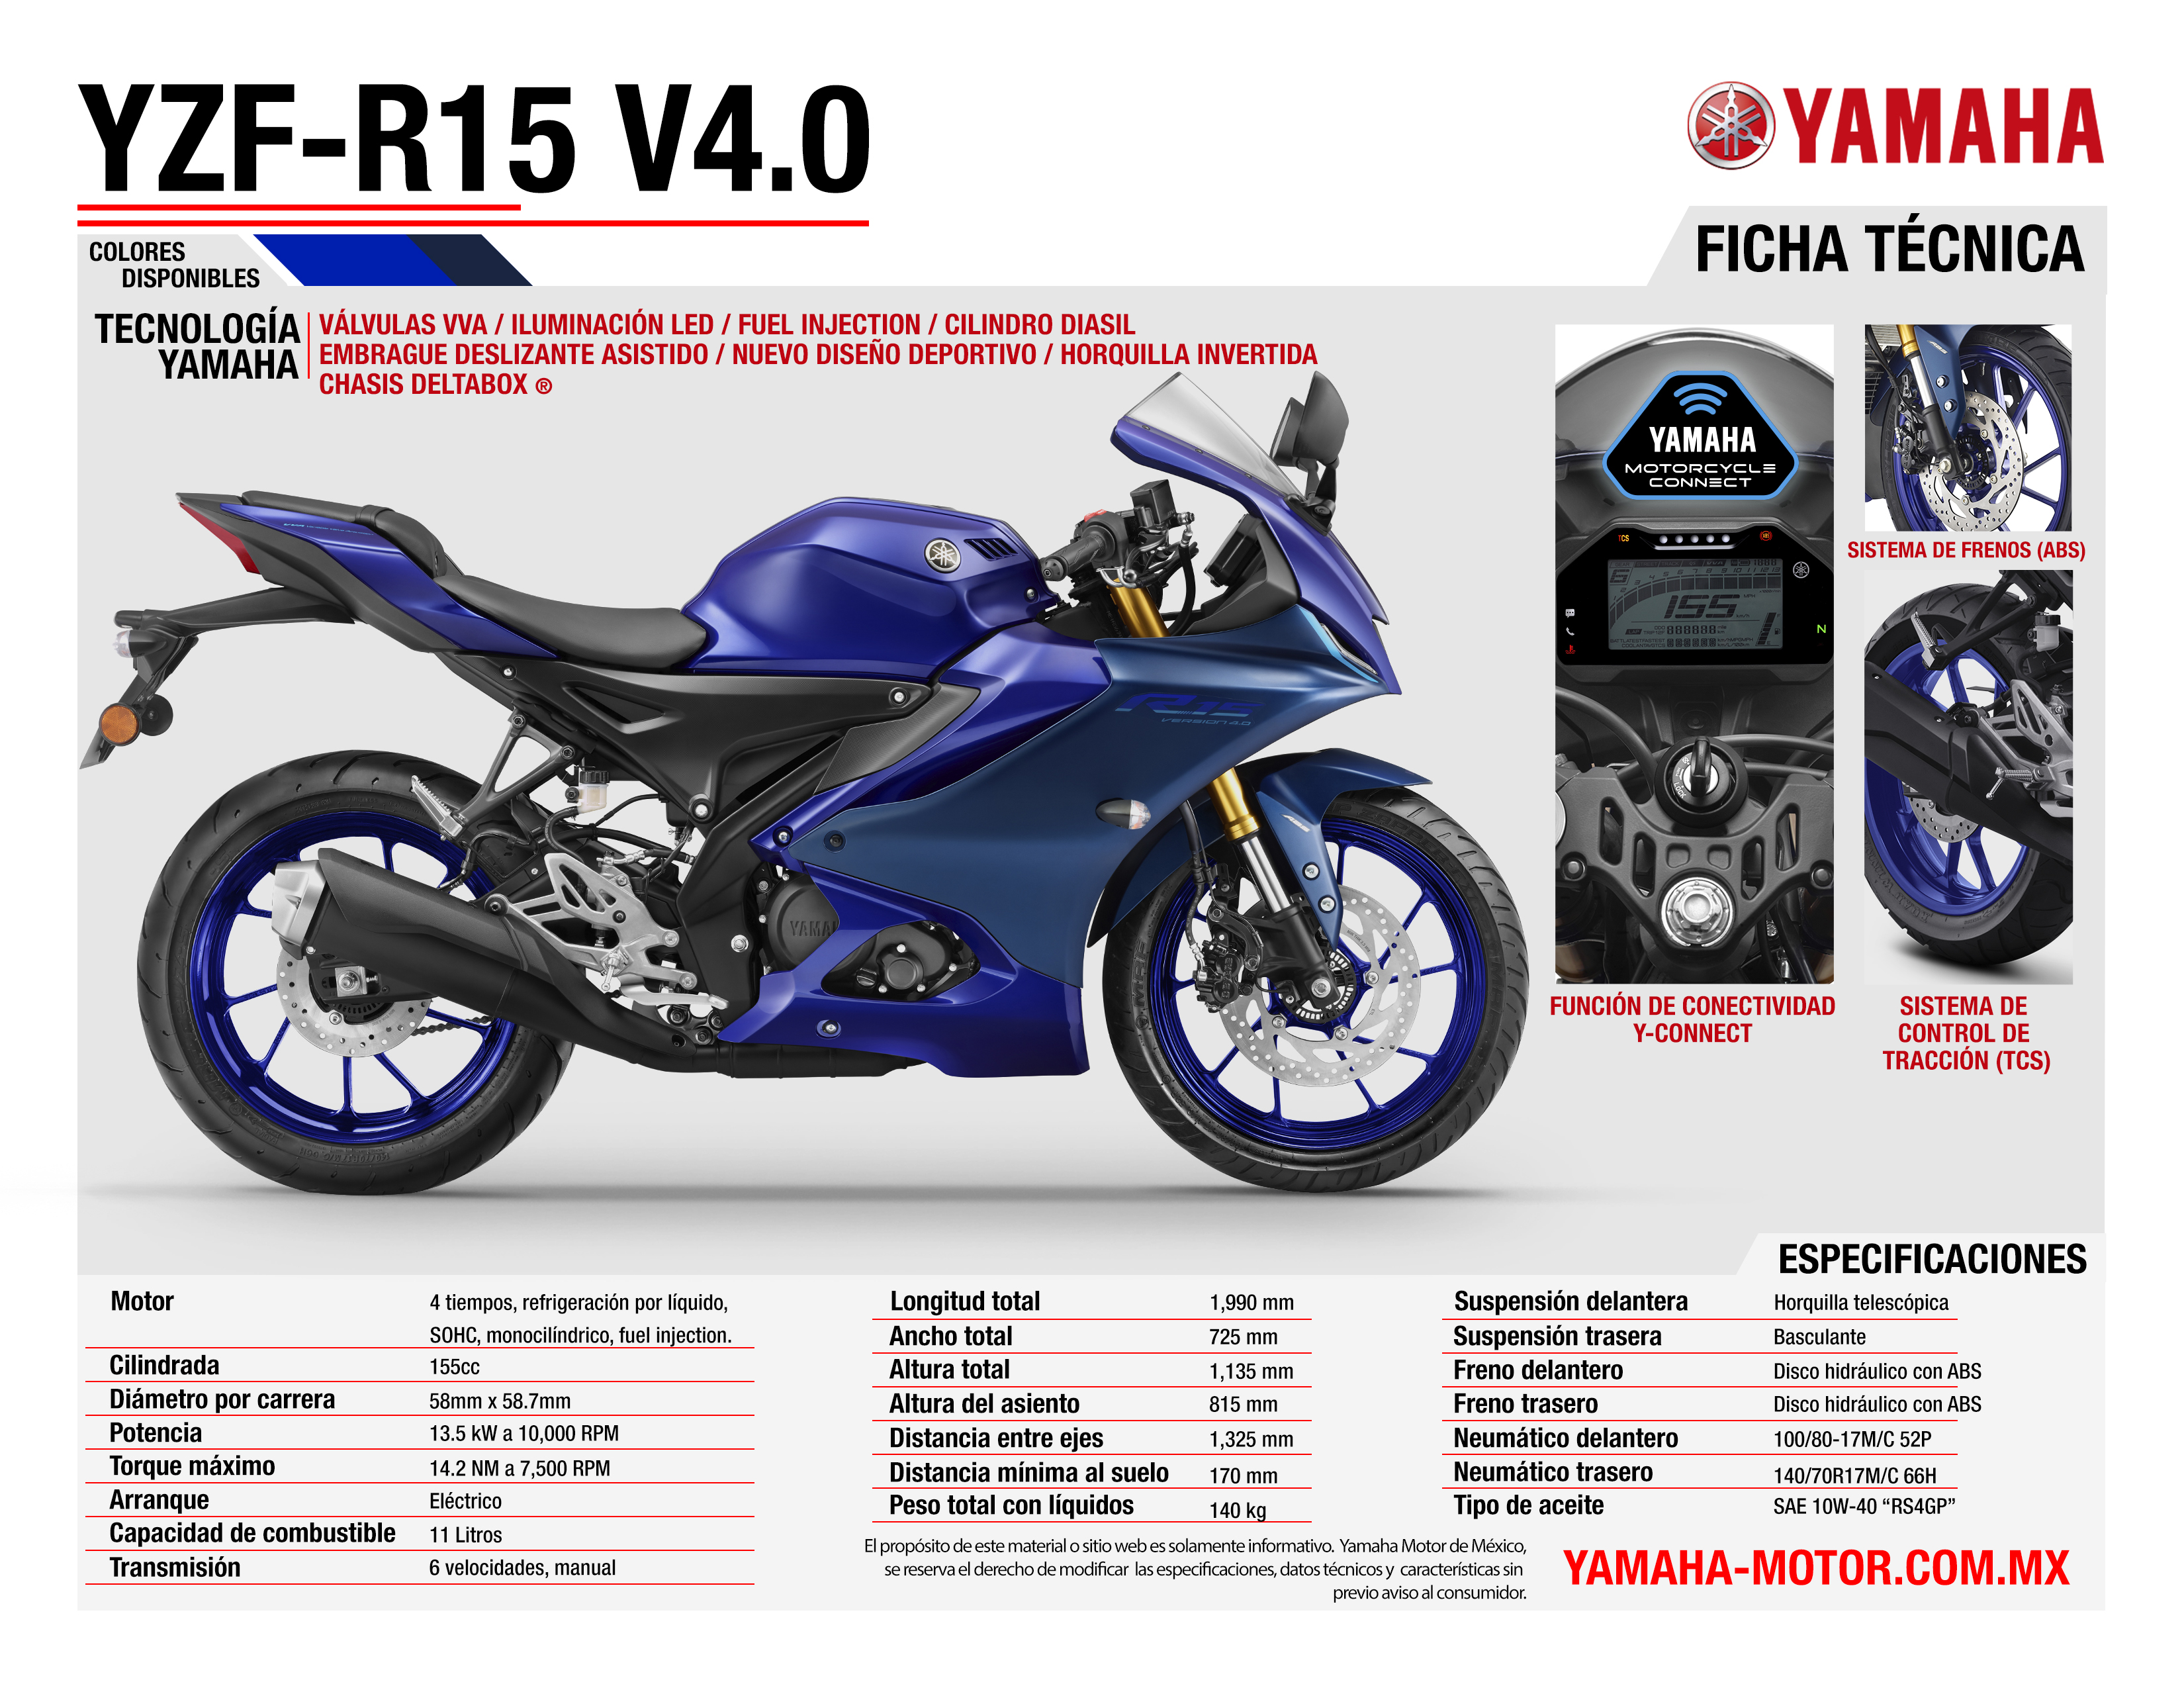 YZF-R15 V4.0
YAMAHA
FICHA TÉCNICA
COLORES
DISPONIBLES
TECNOLOGÍA
YAMAHA
VÁLVULAS VVA / ILUMINACIÓN LED / FUEL INJECTION / CILINDRO DIASIL
EMBRAGUE DESLIZANTE ASISTIDO / NUEVO DISEÑO DEPORTIVO / HORQUILLA INVERTIDA
CHASIS DELTABOX ®
YAMAHA
MOTORCYCLE
CONNECT
TCS
155
N
R15
VERSION 4.0
YAMA
ABS
SISTEMA DE FRENOS (ABS)
FUNCIÓN DE CONECTIVIDAD
Y-CONNECT
SISTEMA DE
CONTROL DE
TRACCIÓN (TCS)
ESPECIFICACIONES
Motor 4 tiempos, refrigeración por líquido,
SOHC, monocilíndrico, fuel injection.
Cilindrada 155cc
Diámetro por carrera 58mm x 58.7mm
Potencia 13.5 kW a 10,000 RPM
Torque máximo 14.2 NM a 7,500 RPM
Arranque Eléctrico
Capacidad de combustible 11 Litros
Transmisión 6 velocidades, manual
Longitud total 1,990 mm
Ancho total 725 mm
Altura total 1,135 mm
Altura del asiento 815 mm
Distancia entre ejes 1,325 mm
Distancia mínima al suelo 170 mm
Peso total con líquidos 140 kg
Suspensión delantera Horquilla telescópica
Suspensión trasera Basculante
Freno delantero Disco hidráulico con ABS
Freno trasero Disco hidráulico con ABS
Neumático delantero 100/80-17M/C 52P
Neumático trasero 140/70R17M/C 66H
Tipo de aceite SAE 10W-40 “RS4GP”
El propósito de este material o sitio web es solamente informativo. Yamaha Motor de México,
se reserva el derecho de modificar las especificaciones, datos técnicos y características sin
previo aviso al consumidor.
YAMAHA-MOTOR.COM.MX